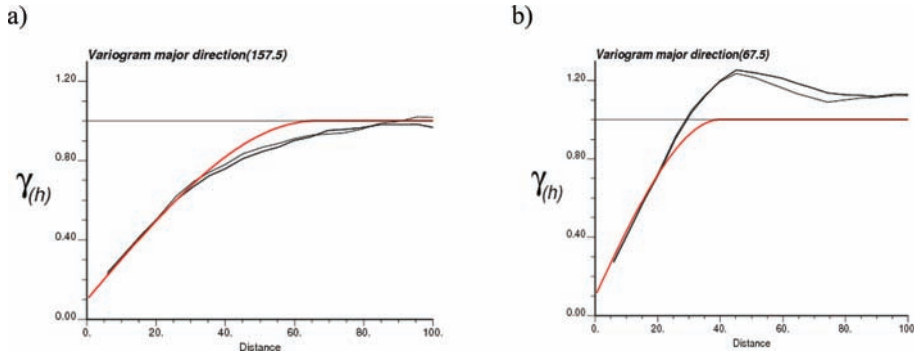 a)
Variogram major direction(157.5)
1.20
0.80
γ(h)
0.40
0.00
0. 20. 40. 60. 80. 100.
Distance
b)
Variogram major direction(67.5)
1.20
0.80
γ(h)
0.40
0.00
0. 20. 40. 60. 80. 100.
Distance